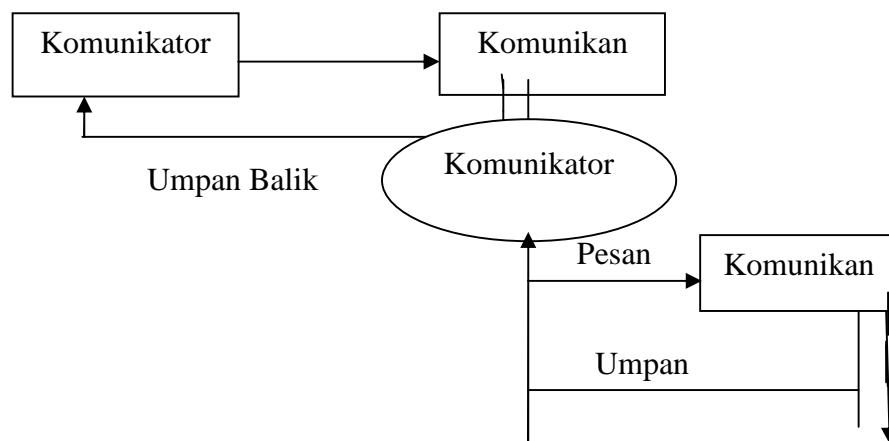 Komunikator
Komunikan
Umpan Balik
Komunikator
Pesan
Komunikan
Umpan